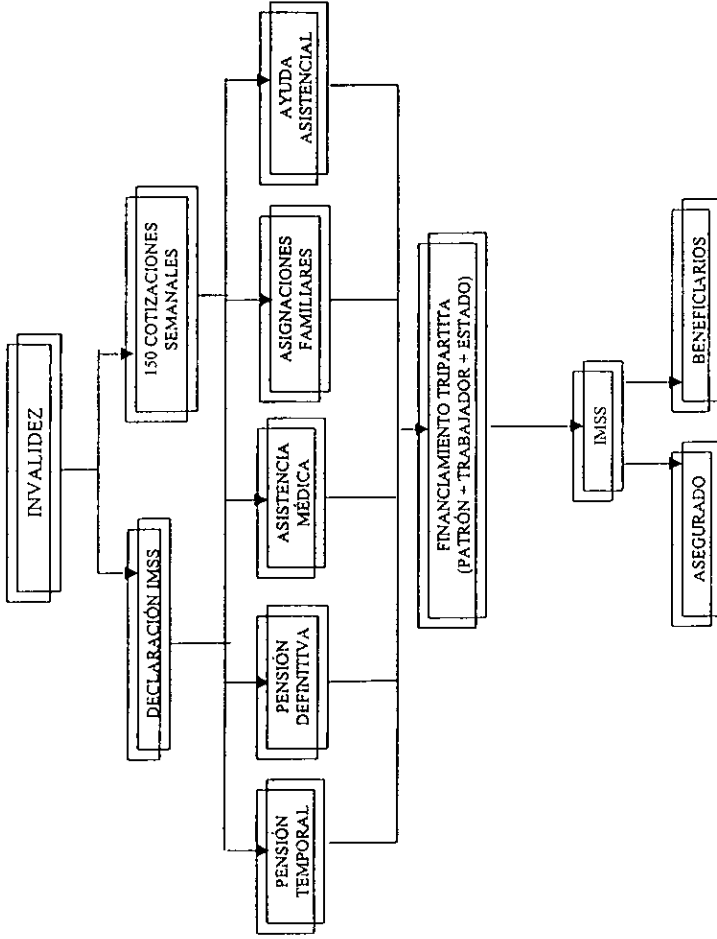 INVALIDEZ
DECLARACIÓN IMSS
150 COTIZACIONES
SEMANALES
PENSIÓN
TEMPORAL
PENSIÓN
DEFINITIVA
ASISTENCIA
MÉDICA
ASIGNACIONES
FAMILIARES
AYUDA
ASISTENCIAL
FINANCIAMIENTO TRIPARTITA
(PATRÓN + TRABAJADOR + ESTADO)
IMSS
ASEGURADO
BENEFICIARIOS